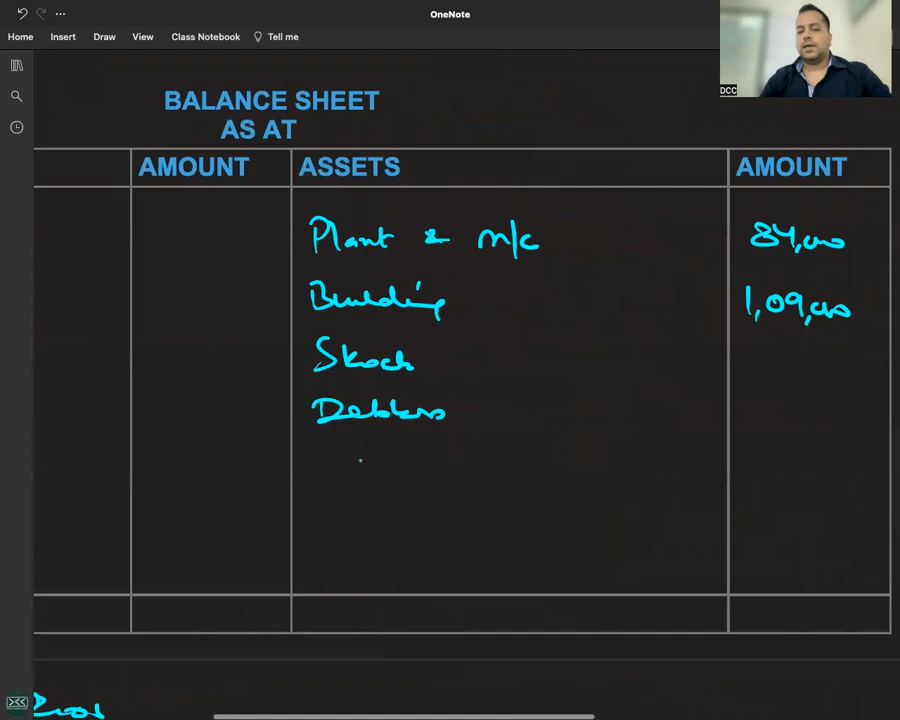 OneNote
Home Insert Draw View Class Notebook Tell me
DCC
BALANCE SHEET
AS AT
AMOUNT ASSETS AMOUNT
Plant & M/C 84,000
Building 1,09,000
Stock
Debtors